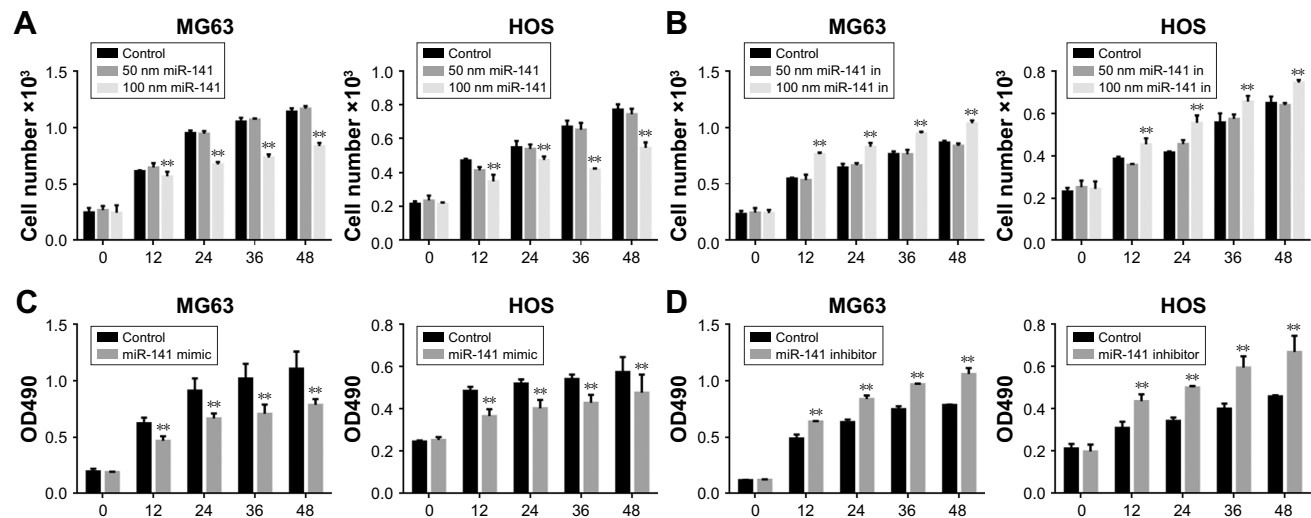 A
MG63
Control
50 nm miR-141
100 nm miR-141
Cell number ×10³
1.5
1.0
0.5
0.0
** ** ** **
0 12 24 36 48
HOS
Control
50 nm miR-141
100 nm miR-141
Cell number ×10³
1.0
0.8
0.6
0.4
0.2
0.0
** ** ** **
0 12 24 36 48
B
MG63
Control
50 nm miR-141 in
100 nm miR-141 in
Cell number ×10³
1.5
1.0
0.5
0.0
** ** ** **
0 12 24 36 48
HOS
Control
50 nm miR-141 in
100 nm miR-141 in
Cell number ×10³
0.8
0.6
0.4
0.2
0.0
** ** ** **
0 12 24 36 48
C
MG63
Control
miR-141 mimic
OD490
1.5
1.0
0.5
0.0
** ** ** **
0 12 24 36 48
HOS
Control
miR-141 mimic
OD490
0.8
0.6
0.4
0.2
0.0
** ** ** **
0 12 24 36 48
D
MG63
Control
miR-141 inhibitor
OD490
1.5
1.0
0.5
0.0
** ** ** **
0 12 24 36 48
HOS
Control
miR-141 inhibitor
OD490
0.8
0.6
0.4
0.2
0.0
** ** ** **
0 12 24 36 48